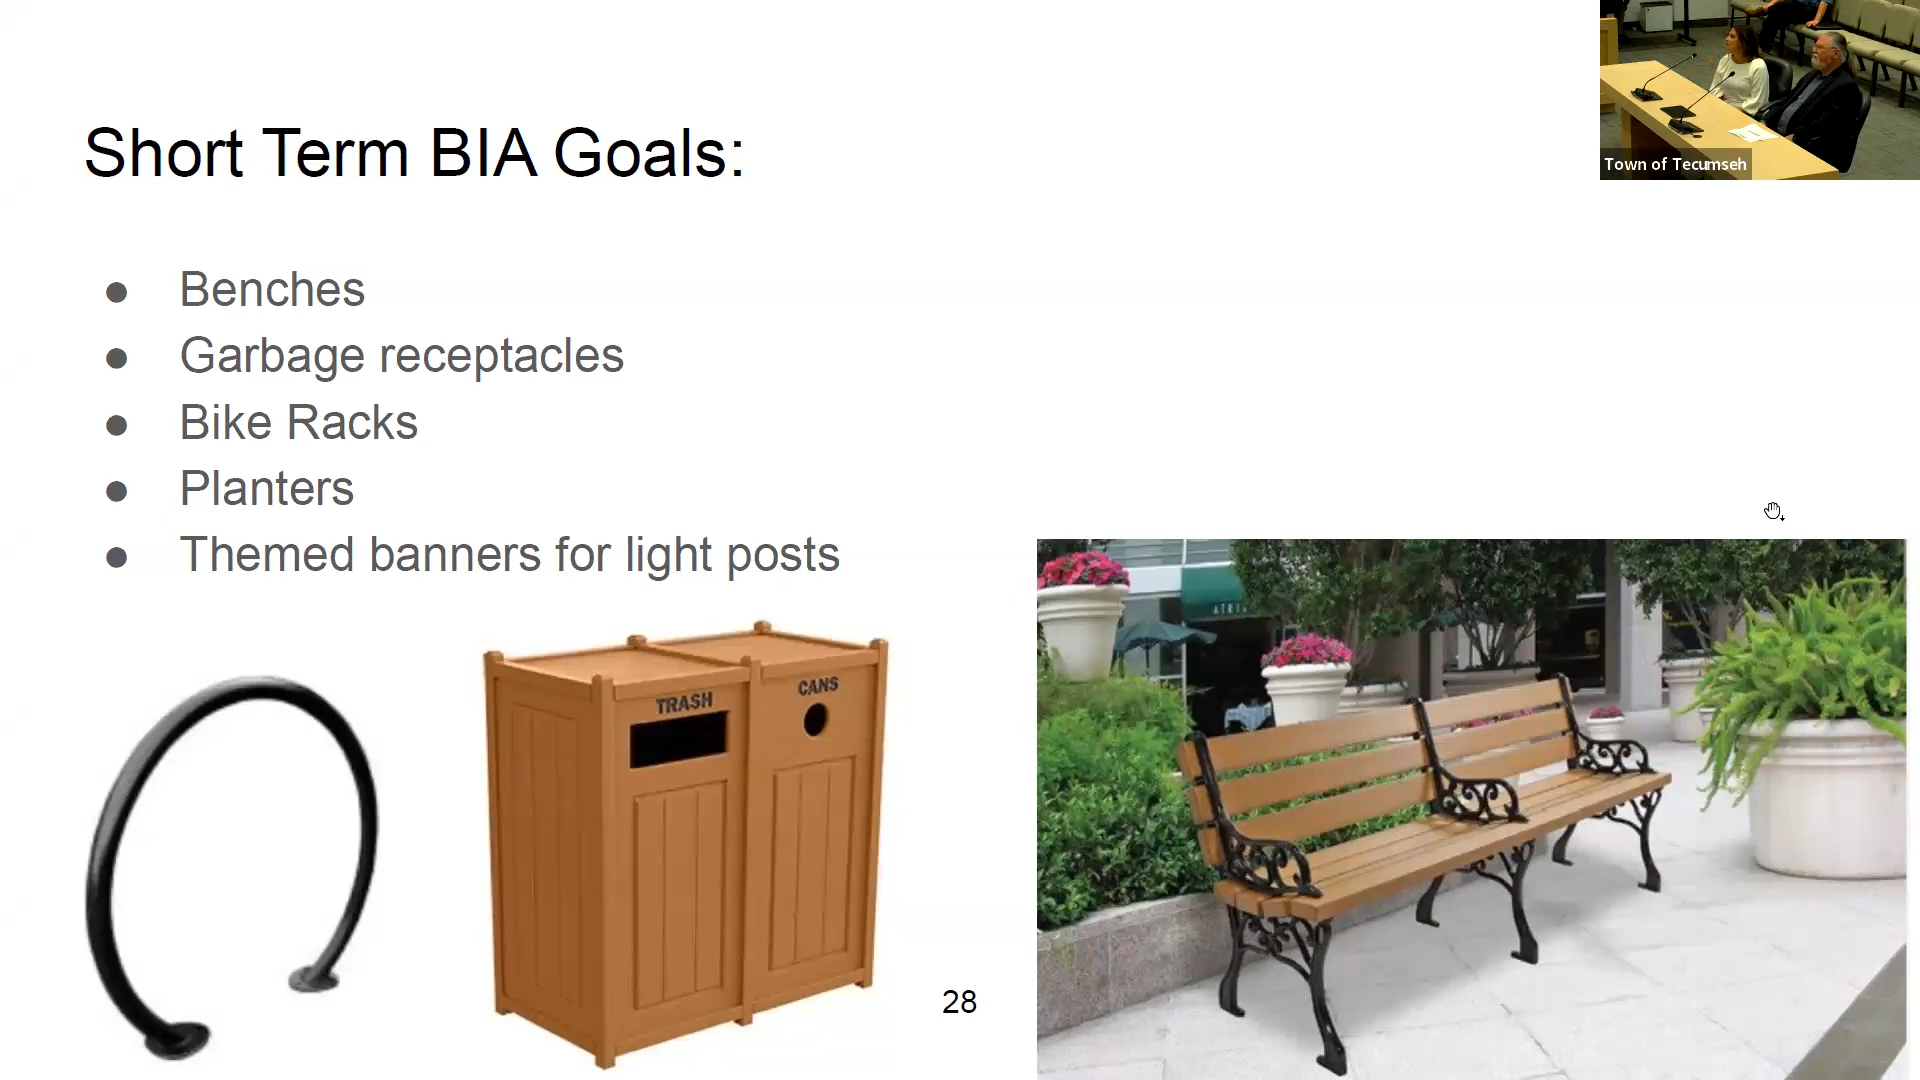 Town of Tecumseh
Short Term BIA Goals:
● Benches
● Garbage receptacles
● Bike Racks
● Planters
● Themed banners for light posts
TRASH
CANS
28